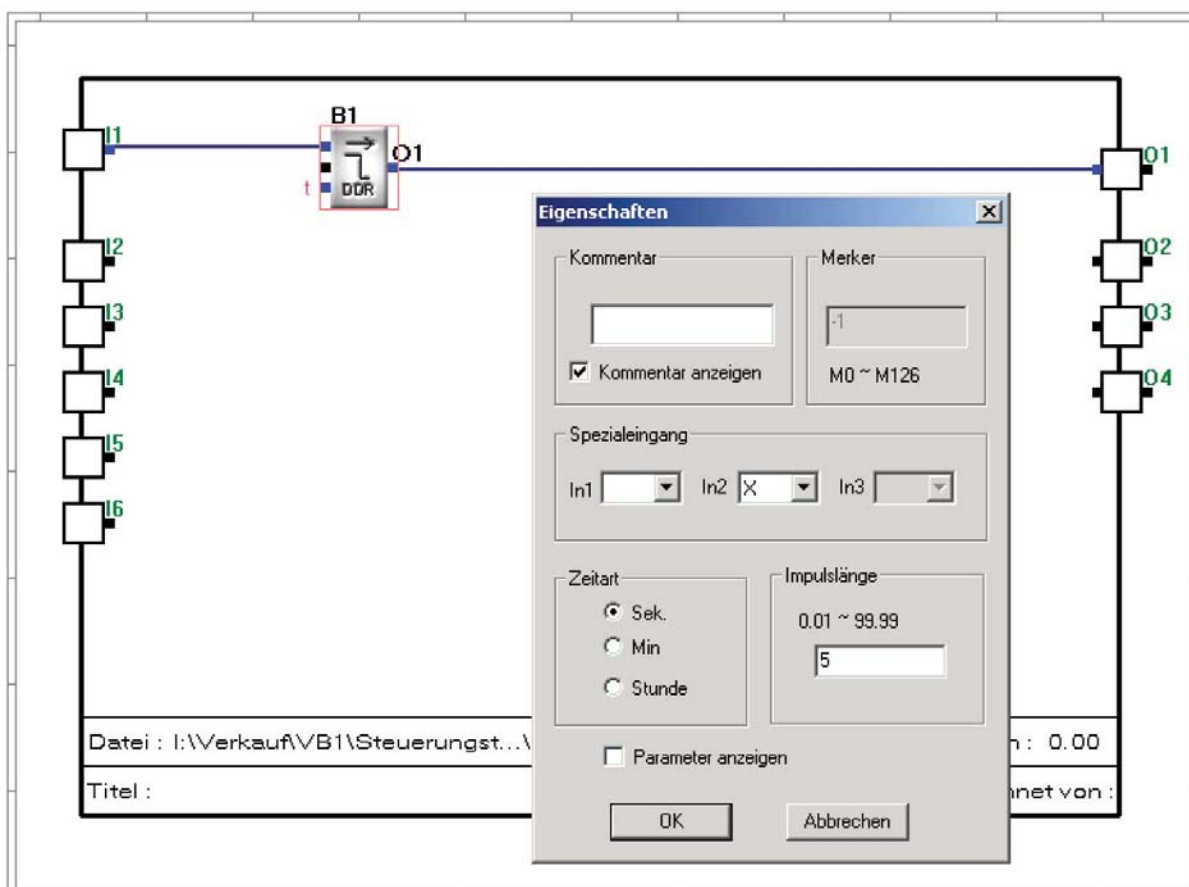 B1
I1
O1
DDR
t
O1
I2
I3
I4
I5
I6
O2
O3
O4
Eigenschaften
Kommentar
Kommentar anzeigen
Merker
-1
M0 ~ M126
Spezialeingang
In1
In2 X
In3
Zeitart
Sek.
Min
Stunde
Impulslänge
0.01 ~ 99.99
5
Parameter anzeigen
OK
Abbrechen
Datei : I:\Verkauf\VB1\Steuerungst...\
: 0.00
Titel :
von :